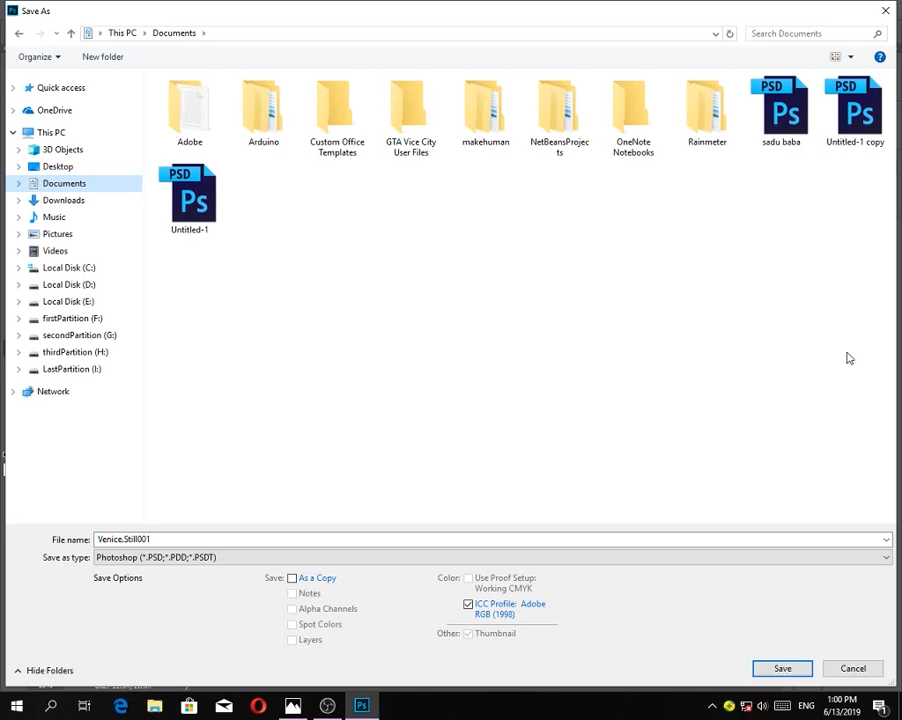 Ps Save As
This PC > Documents >
Search Documents
Organize
New folder
Quick access
OneDrive
This PC
3D Objects
Desktop
Documents
Downloads
Music
Pictures
Videos
Local Disk (C:)
Local Disk (D:)
Local Disk (E:)
firstPartition (F:)
secondPartition (G:)
thirdPartition (H:)
LastPartition (I:)
Network
Adobe
Arduino
Custom Office
Templates
GTA Vice City
User Files
makehuman
NetBeansProjec
ts
OneNote
Notebooks
Rainmeter
PSD
Ps
sadu baba
PSD
Ps
Untitled-1 copy
PSD
Ps
Untitled-1
File name: Venice.Still001
Save as type: Photoshop (*.PSD;*.PDD;*.PSDT)
Save Options
Save: As a Copy
Notes
Alpha Channels
Spot Colors
Layers
Color: Use Proof Setup:
Working CMYK
ICC Profile: Adobe
RGB (1998)
Other: Thumbnail
Hide Folders
Save
Cancel
Ps
ENG
1:00 PM
6/13/2019
1